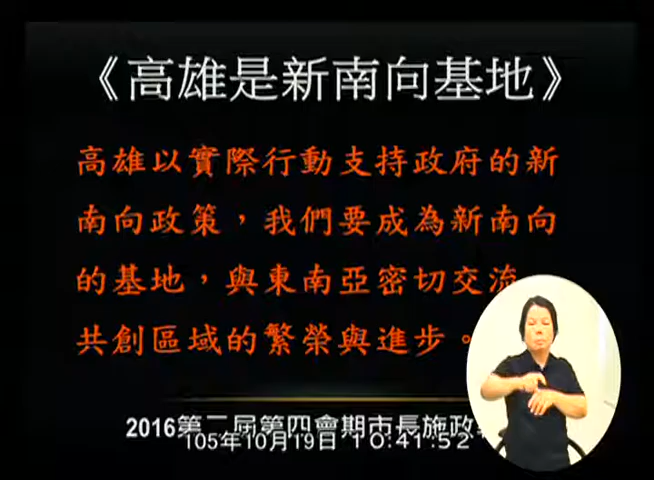 《高雄是新南向基地》
高雄以實際行動支持政府的新
南向政策，我們要成為新南向
的基地，與東南亞密切交流
共創區域的繁榮與進步。
2016第二屆第四會期市長施政
105年10月19日 10:41:52